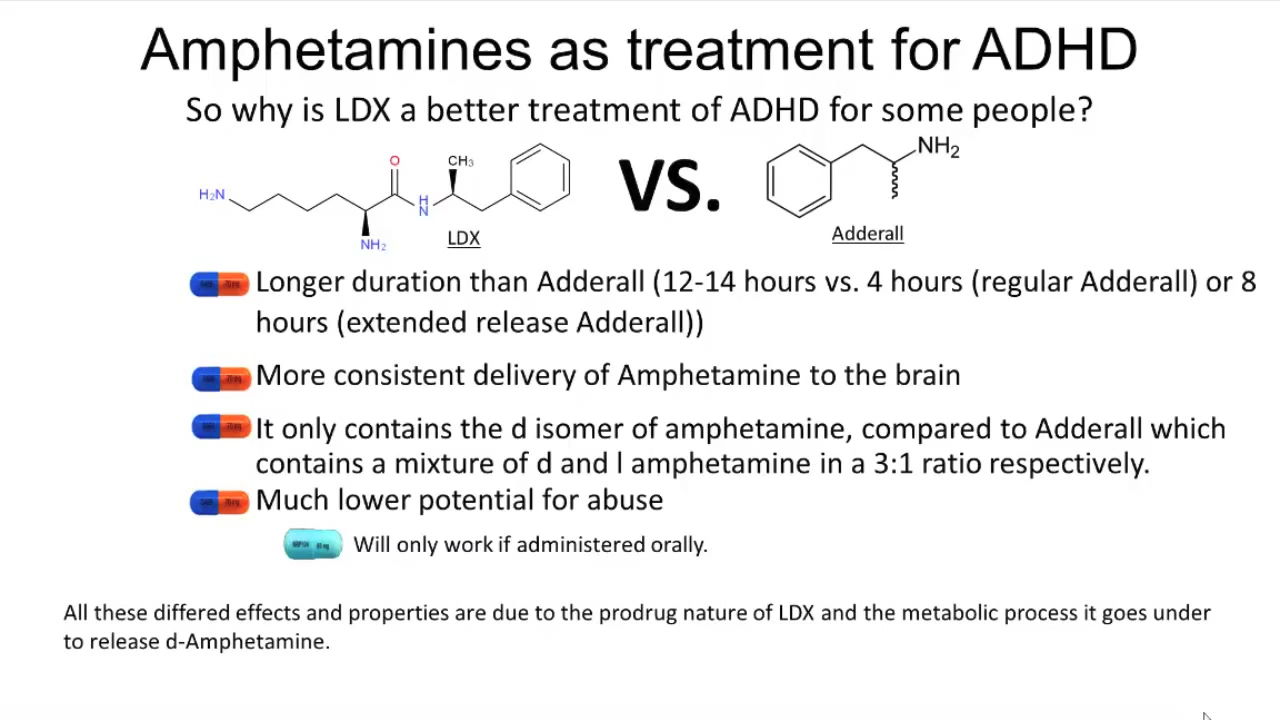 Amphetamines as treatment for ADHD
So why is LDX a better treatment of ADHD for some people?
H₂N
O
H
N
NH₂
CH₃
LDX
VS.
NH₂
Adderall
Longer duration than Adderall (12-14 hours vs. 4 hours (regular Adderall) or 8
hours (extended release Adderall))
More consistent delivery of Amphetamine to the brain
It only contains the d isomer of amphetamine, compared to Adderall which
contains a mixture of d and l amphetamine in a 3:1 ratio respectively.
Much lower potential for abuse
Will only work if administered orally.
All these differed effects and properties are due to the prodrug nature of LDX and the metabolic process it goes under
to release d-Amphetamine.